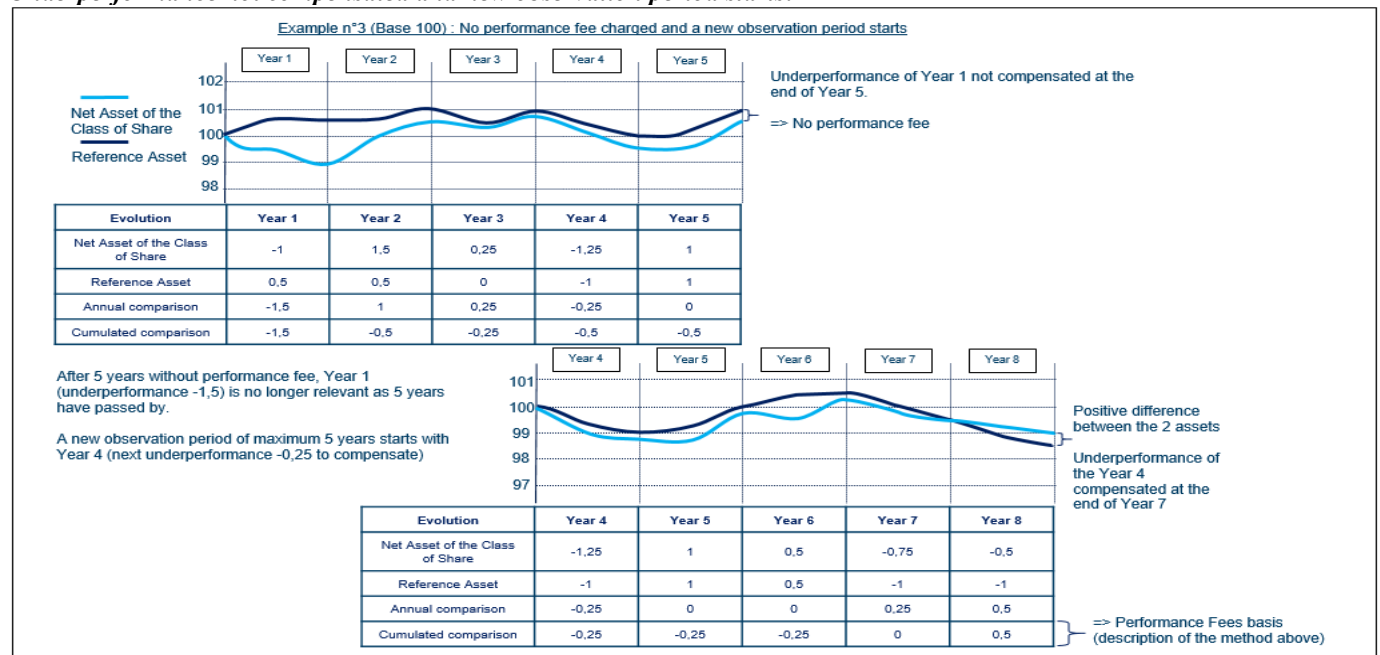 Underperformance not compensated and new observation period starts:
Example n°3 (Base 100) : No performance fee charged and a new observation period starts
Year 1 Year 2 Year 3 Year 4 Year 5
102
101
100
99
98
Net Asset of the
Class of Share
Reference Asset
Underperformance of Year 1 not compensated at the
end of Year 5.
=> No performance fee
Evolution Year 1 Year 2 Year 3 Year 4 Year 5
Net Asset of the Class
of Share -1 1,5 0,25 -1,25 1
Reference Asset 0,5 0,5 0 -1 1
Annual comparison -1,5 1 0,25 -0,25 0
Cumulated comparison -1,5 -0,5 -0,25 -0,5 -0,5
After 5 years without performance fee, Year 1
(underperformance -1,5) is no longer relevant as 5 years
have passed by.
A new observation period of maximum 5 years starts with
Year 4 (next underperformance -0,25 to compensate)
Year 4 Year 5 Year 6 Year 7 Year 8
101
100
99
98
97
Positive difference
between the 2 assets
Underperformance of
the Year 4
compensated at the
end of Year 7
Evolution Year 4 Year 5 Year 6 Year 7 Year 8
Net Asset of the Class
of Share -1,25 1 0,5 -0,75 -0,5
Reference Asset -1 1 0,5 -1 -1
Annual comparison -0,25 0 0 0,25 0,5
Cumulated comparison -0,25 -0,25 -0,25 0 0,5
=> Performance Fees basis
(description of the method above)